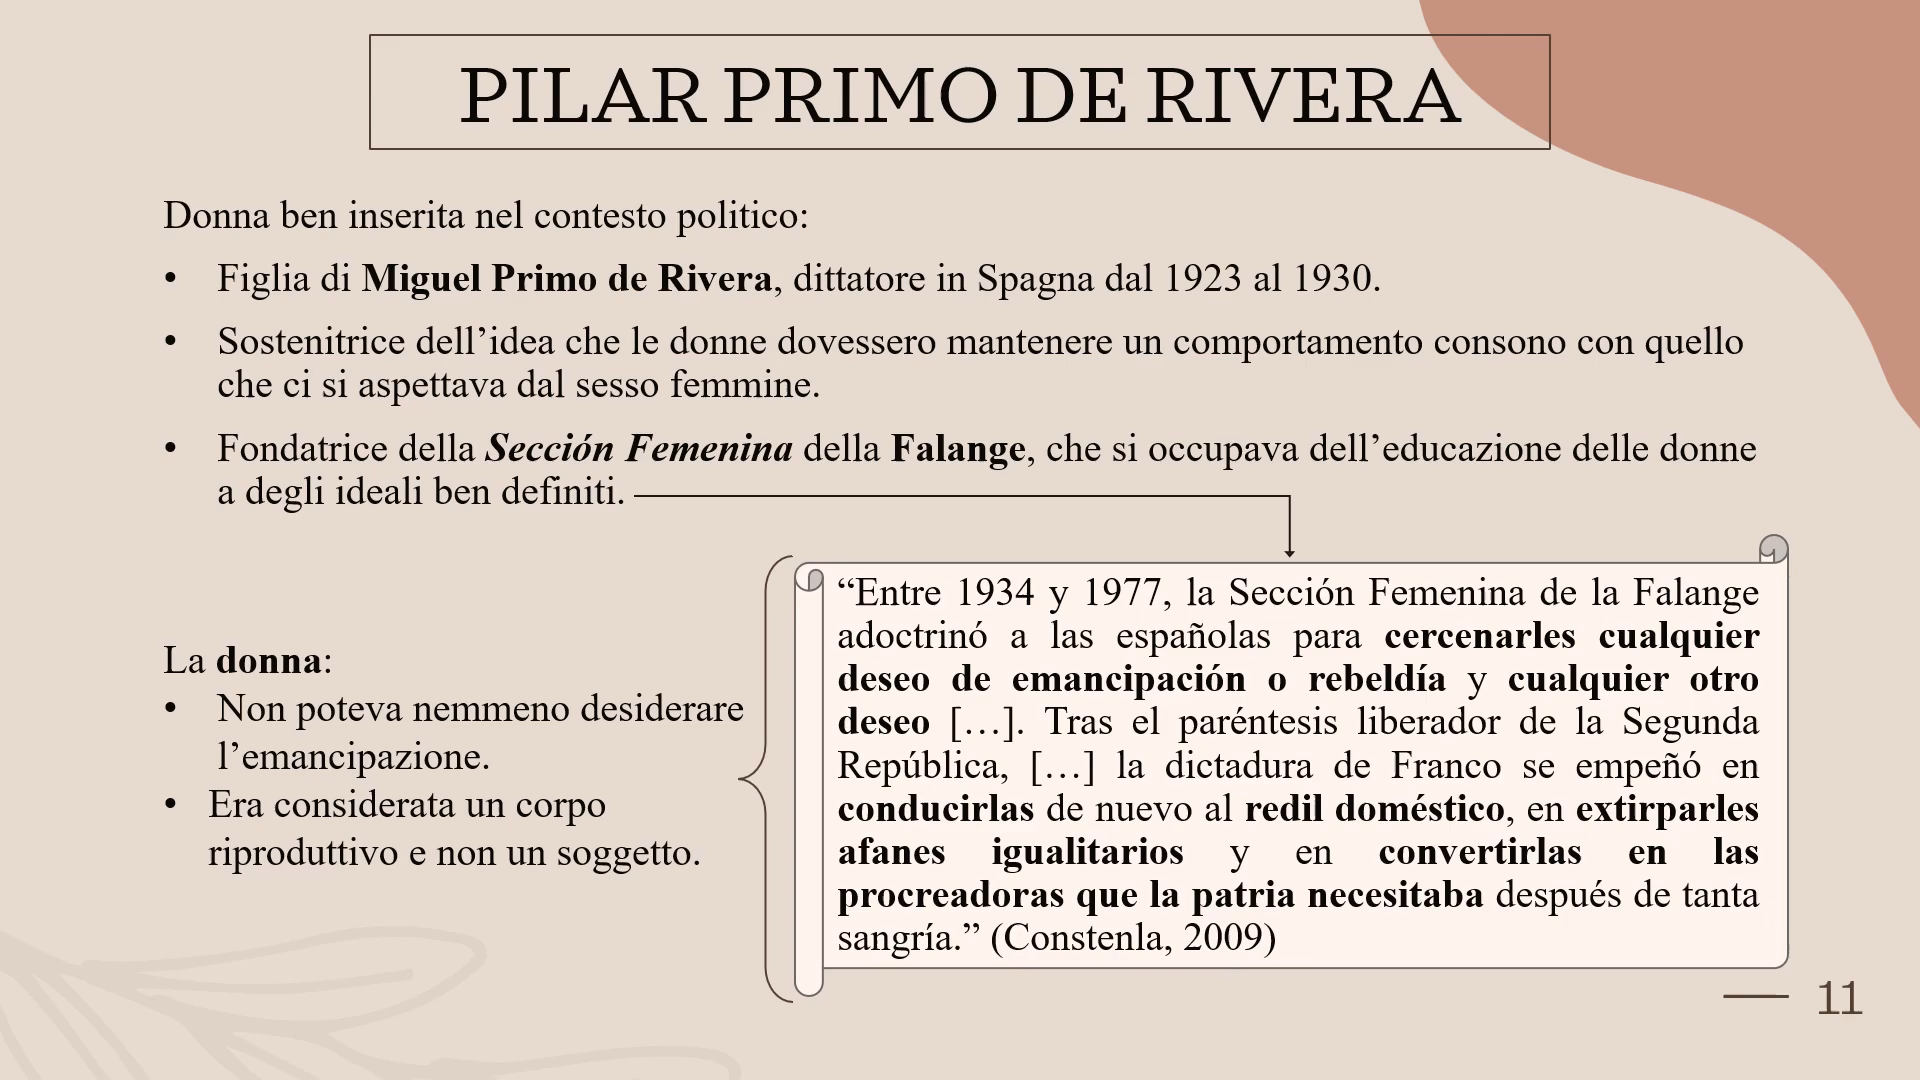 PILAR PRIMO DE RIVERA
Donna ben inserita nel contesto politico:
• Figlia di Miguel Primo de Rivera, dittatore in Spagna dal 1923 al 1930.
• Sostenitrice dell’idea che le donne dovessero mantenere un comportamento consono con quello
che ci si aspettava dal sesso femmine.
• Fondatrice della Sección Femenina della Falange, che si occupava dell’educazione delle donne
a degli ideali ben definiti.
La donna:
• Non poteva nemmeno desiderare
l’emancipazione.
• Era considerata un corpo
riproduttivo e non un soggetto.
“Entre 1934 y 1977, la Sección Femenina de la Falange
adoctrinó a las españolas para cercenarles cualquier
deseo de emancipación o rebeldía y cualquier otro
deseo […]. Tras el paréntesis liberador de la Segunda
República, […] la dictadura de Franco se empeñó en
conducirlas de nuevo al redil doméstico, en extirparles
afanes igualitarios y en convertirlas en las
procreadoras que la patria necesitaba después de tanta
sangría.” (Constenla, 2009)
11